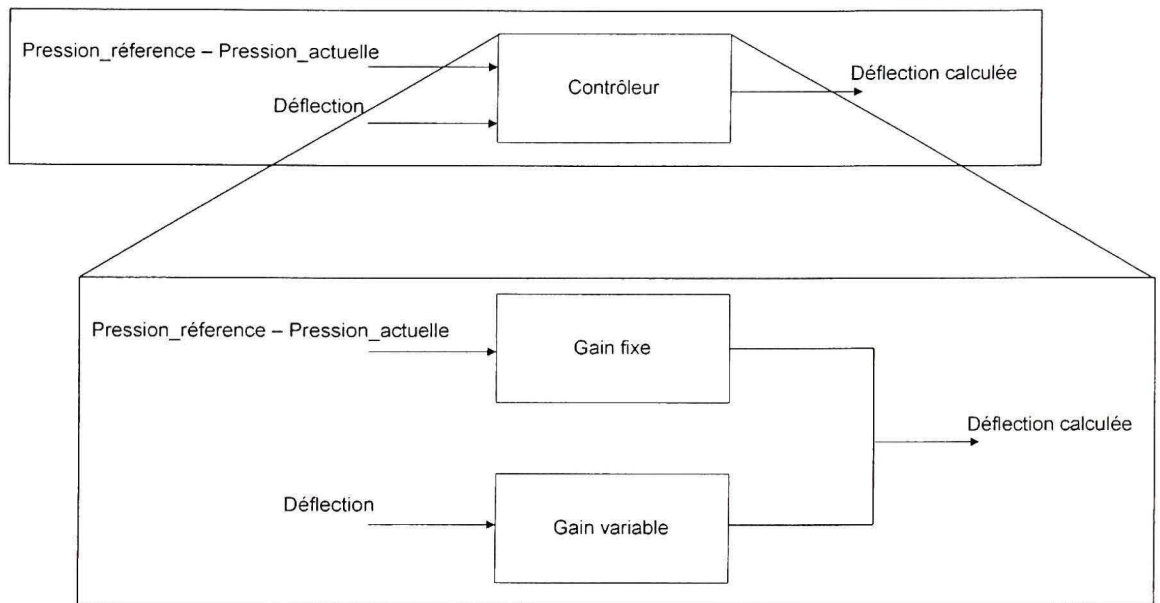 Pression_réference – Pression_actuelle
Contrôleur
Déflection calculée
Déflection
Pression_réference – Pression_actuelle
Gain fixe
Déflection calculée
Déflection
Gain variable